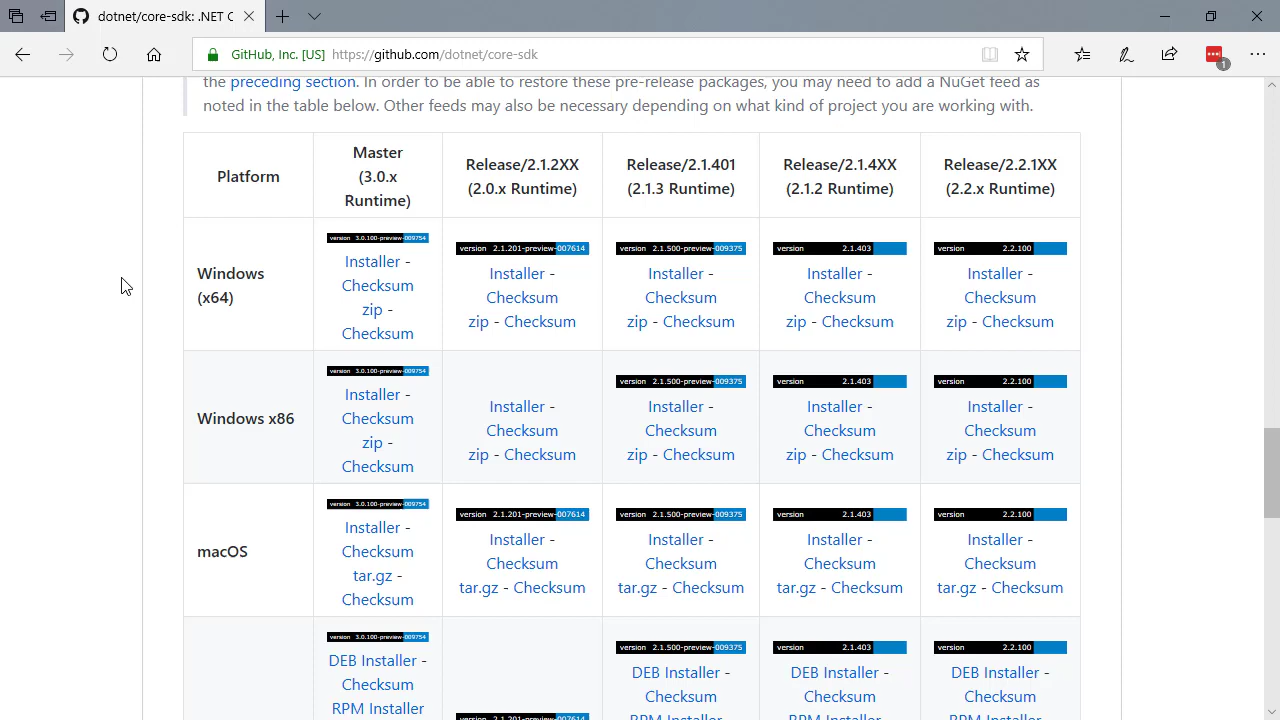 dotnet/core-sdk: .NET C
GitHub, Inc. [US] https://github.com/dotnet/core-sdk
1
the preceding section. In order to be able to restore these pre-release packages, you may need to add a NuGet feed as
noted in the table below. Other feeds may also be necessary depending on what kind of project you are working with.
Platform
Master
(3.0.x
Runtime)
Release/2.1.2XX
(2.0.x Runtime)
Release/2.1.401
(2.1.3 Runtime)
Release/2.1.4XX
(2.1.2 Runtime)
Release/2.2.1XX
(2.2.x Runtime)
Windows
(x64)
version 3.0.100-preview-009754
Installer -
Checksum
zip -
Checksum
version 2.1.201-preview-007614
Installer -
Checksum
zip - Checksum
version 2.1.500-preview-009375
Installer -
Checksum
zip - Checksum
version 2.1.403
Installer -
Checksum
zip - Checksum
version 2.2.100
Installer -
Checksum
zip - Checksum
Windows x86
version 3.0.100-preview-009754
Installer -
Checksum
zip -
Checksum
Installer -
Checksum
zip - Checksum
version 2.1.500-preview-009375
Installer -
Checksum
zip - Checksum
version 2.1.403
Installer -
Checksum
zip - Checksum
version 2.2.100
Installer -
Checksum
zip - Checksum
macOS
version 3.0.100-preview-009754
Installer -
Checksum
tar.gz -
Checksum
version 2.1.201-preview-007614
Installer -
Checksum
tar.gz - Checksum
version 2.1.500-preview-009375
Installer -
Checksum
tar.gz - Checksum
version 2.1.403
Installer -
Checksum
tar.gz - Checksum
version 2.2.100
Installer -
Checksum
tar.gz - Checksum
version 3.0.100-preview-009754
DEB Installer -
Checksum
RPM Installer
version 2.1.201-preview-007614
version 2.1.500-preview-009375
DEB Installer -
Checksum
RPM Installer -
version 2.1.403
DEB Installer -
Checksum
RPM Installer -
version 2.2.100
DEB Installer -
Checksum
RPM Installer -